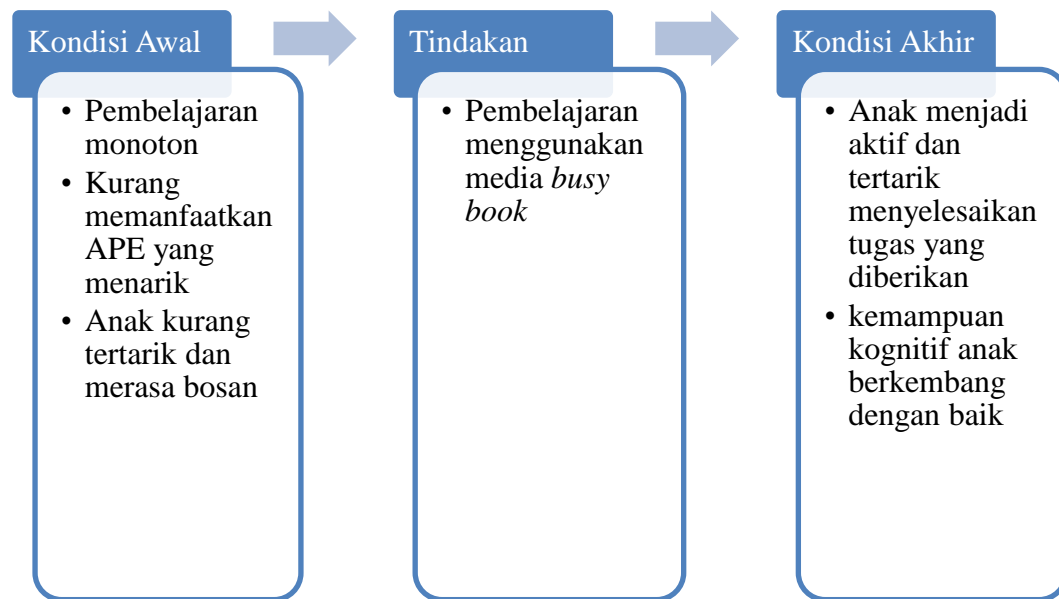 Kondisi Awal
• Pembelajaran
monoton
• Kurang
memanfaatkan
APE yang
menarik
• Anak kurang
tertarik dan
merasa bosan
Tindakan
• Pembelajaran
menggunakan
media busy
book
Kondisi Akhir
• Anak menjadi
aktif dan
tertarik
menyelesaikan
tugas yang
diberikan
• kemampuan
kognitif anak
berkembang
dengan baik